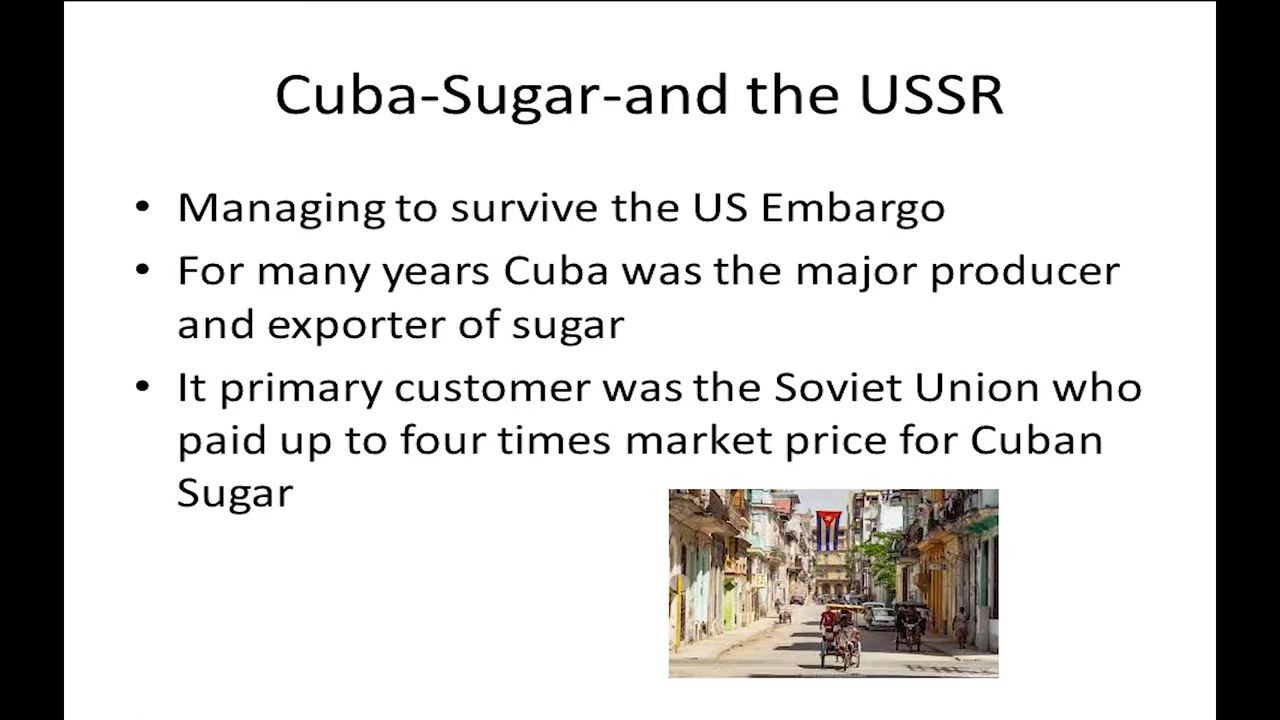 Cuba-Sugar-and the USSR
• Managing to survive the US Embargo
• For many years Cuba was the major producer
and exporter of sugar
• It primary customer was the Soviet Union who
paid up to four times market price for Cuban
Sugar